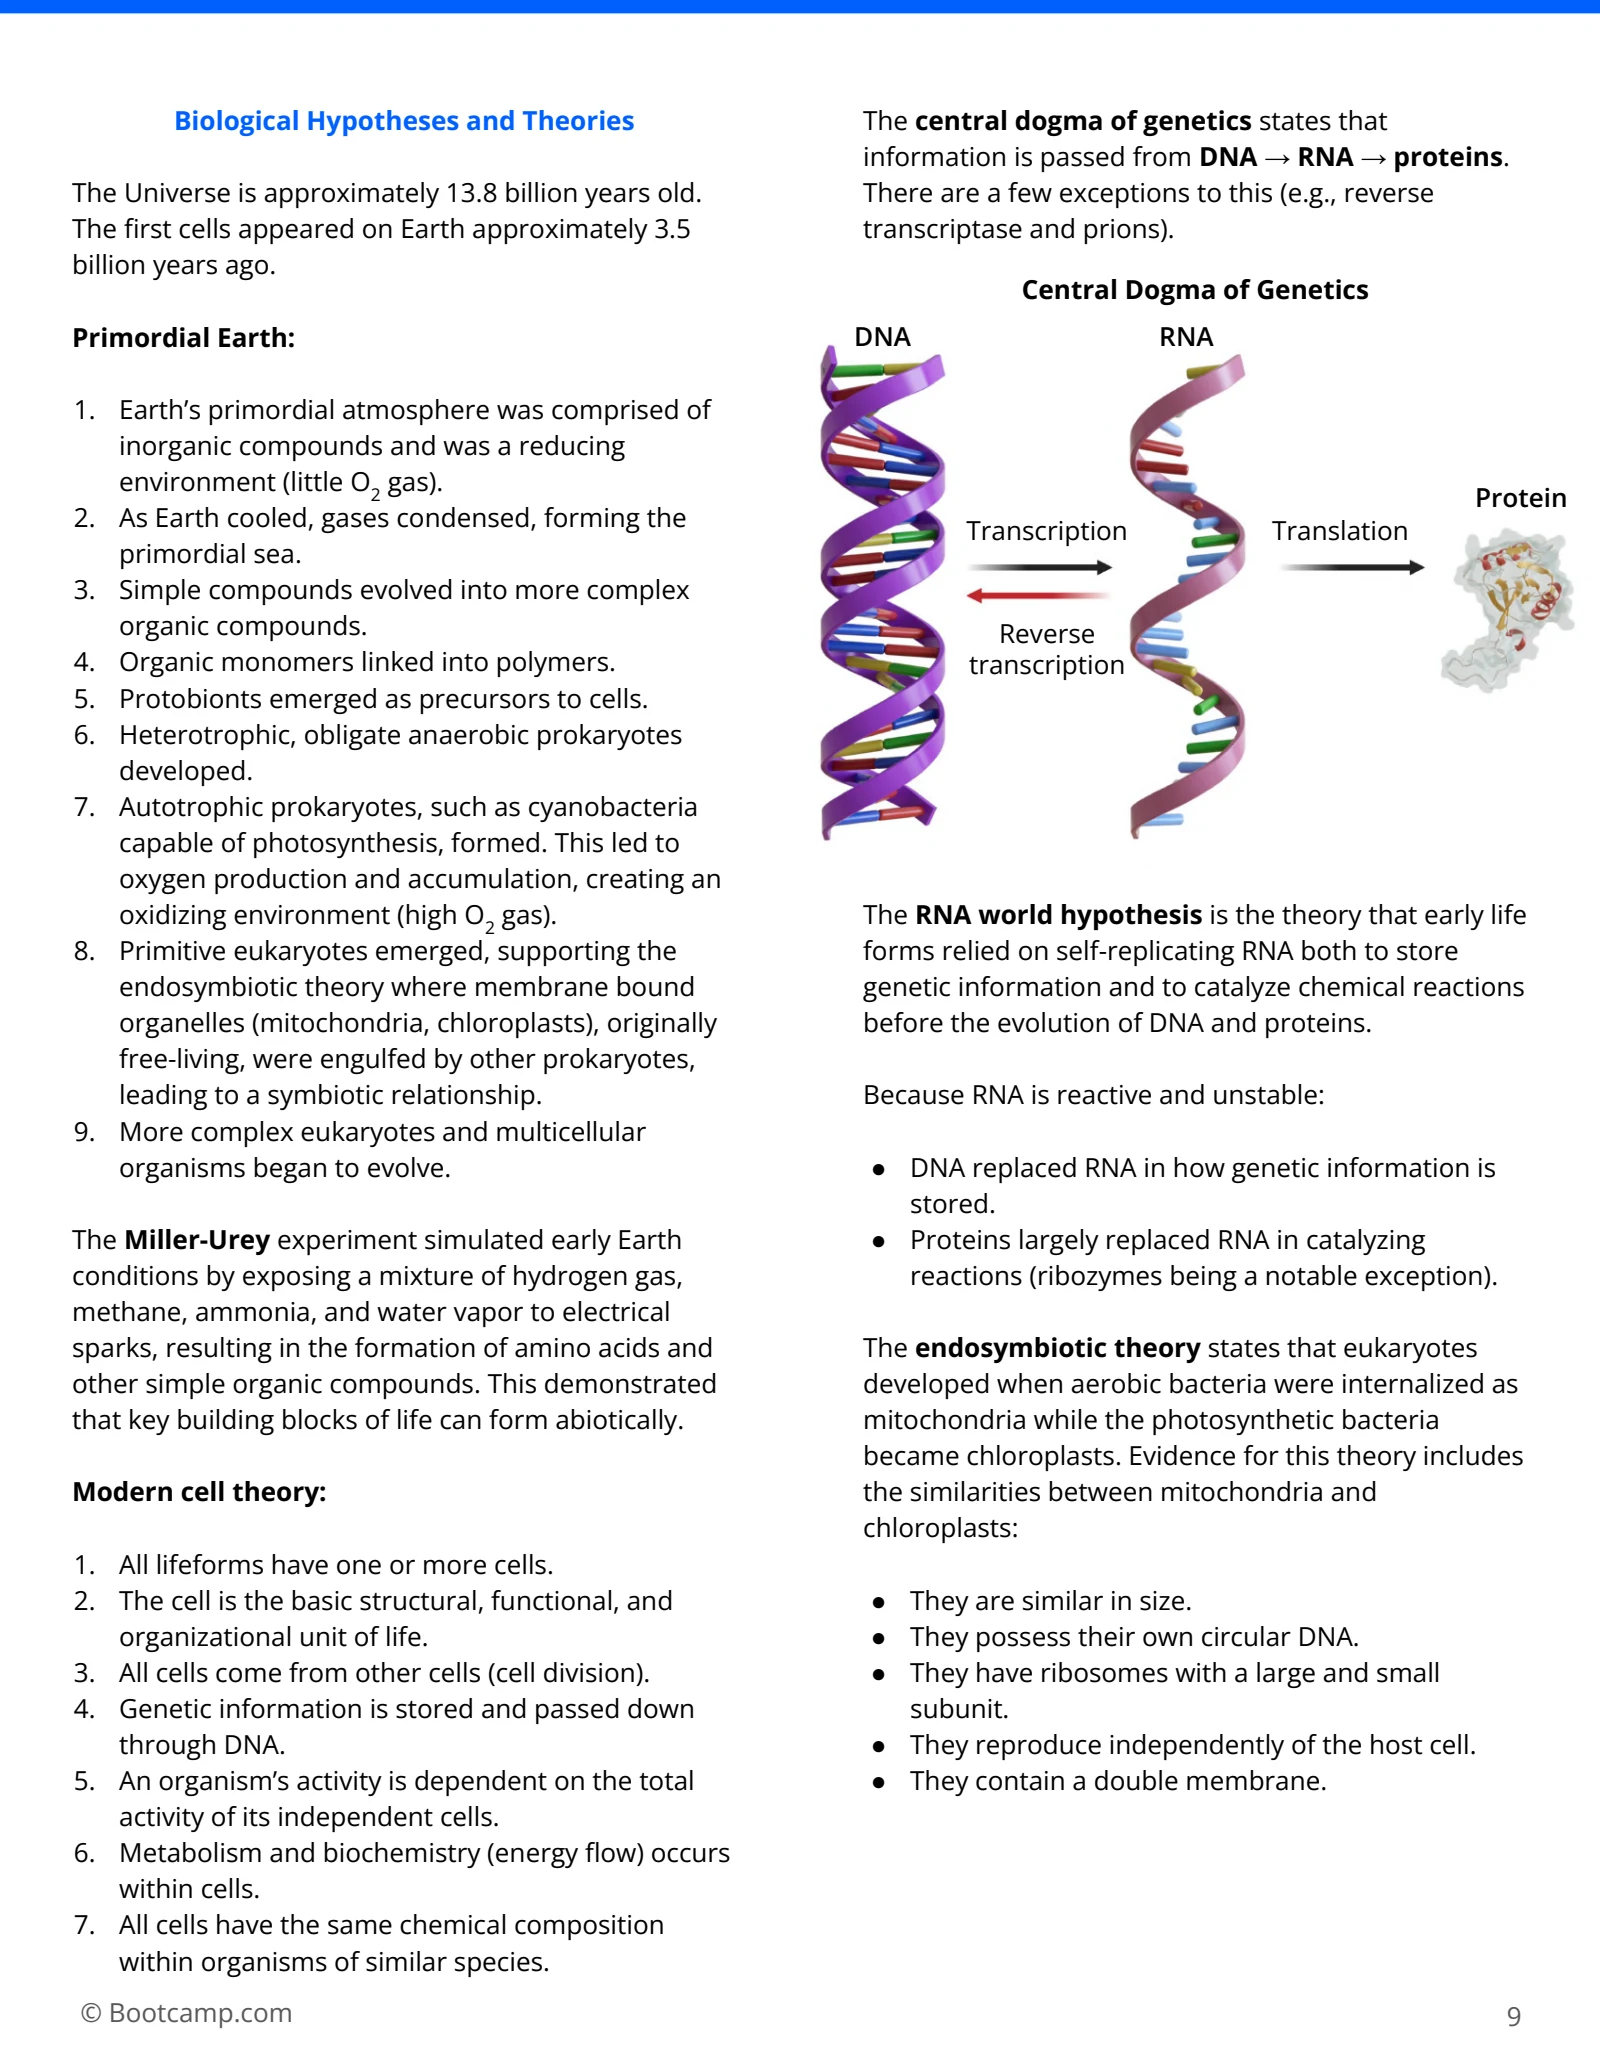 Biological Hypotheses and Theories
The Universe is approximately 13.8 billion years old.
The first cells appeared on Earth approximately 3.5
billion years ago.
Primordial Earth:
1. Earth’s primordial atmosphere was comprised of
inorganic compounds and was a reducing
environment (little O2 gas).
2. As Earth cooled, gases condensed, forming the
primordial sea.
3. Simple compounds evolved into more complex
organic compounds.
4. Organic monomers linked into polymers.
5. Protobionts emerged as precursors to cells.
6. Heterotrophic, obligate anaerobic prokaryotes
developed.
7. Autotrophic prokaryotes, such as cyanobacteria
capable of photosynthesis, formed. This led to
oxygen production and accumulation, creating an
oxidizing environment (high O2 gas).
8. Primitive eukaryotes emerged, supporting the
endosymbiotic theory where membrane bound
organelles (mitochondria, chloroplasts), originally
free-living, were engulfed by other prokaryotes,
leading to a symbiotic relationship.
9. More complex eukaryotes and multicellular
organisms began to evolve.
The Miller-Urey experiment simulated early Earth
conditions by exposing a mixture of hydrogen gas,
methane, ammonia, and water vapor to electrical
sparks, resulting in the formation of amino acids and
other simple organic compounds. This demonstrated
that key building blocks of life can form abiotically.
Modern cell theory:
1. All lifeforms have one or more cells.
2. The cell is the basic structural, functional, and
organizational unit of life.
3. All cells come from other cells (cell division).
4. Genetic information is stored and passed down
through DNA.
5. An organism’s activity is dependent on the total
activity of its independent cells.
6. Metabolism and biochemistry (energy flow) occurs
within cells.
7. All cells have the same chemical composition
within organisms of similar species.
The central dogma of genetics states that
information is passed from DNA → RNA → proteins.
There are a few exceptions to this (e.g., reverse
transcriptase and prions).
Central Dogma of Genetics
DNA
RNA
Protein
Transcription
Translation
Reverse
transcription
The RNA world hypothesis is the theory that early life
forms relied on self-replicating RNA both to store
genetic information and to catalyze chemical reactions
before the evolution of DNA and proteins.
Because RNA is reactive and unstable:
● DNA replaced RNA in how genetic information is
stored.
● Proteins largely replaced RNA in catalyzing
reactions (ribozymes being a notable exception).
The endosymbiotic theory states that eukaryotes
developed when aerobic bacteria were internalized as
mitochondria while the photosynthetic bacteria
became chloroplasts. Evidence for this theory includes
the similarities between mitochondria and
chloroplasts:
● They are similar in size.
● They possess their own circular DNA.
● They have ribosomes with a large and small
subunit.
● They reproduce independently of the host cell.
● They contain a double membrane.
© Bootcamp.com
9